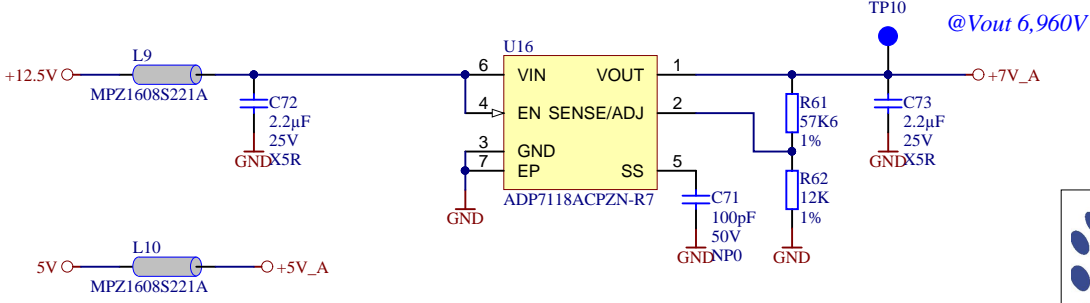 TP10
@Vout 6,960V
L9
+12.5V
MPZ1608S221A
C72
2.2µF
25V
X5R
GND
U16
6 VIN VOUT 1
4 EN SENSE/ADJ 2
3 GND
7 EP SS 5
ADP7118ACPZN-R7
GND
C71
100pF
50V
NP0
GND
R61
57K6
1%
R62
12K
1%
GND
+7V_A
C73
2.2µF
25V
X5R
GND
L10
5V
+5V_A
MPZ1608S221A